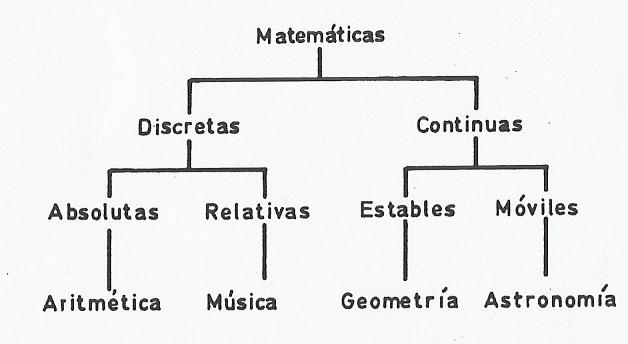 Matemáticas
Discretas Continuas
Absolutas Relativas Estables Móviles
Aritmética Música Geometría Astronomía